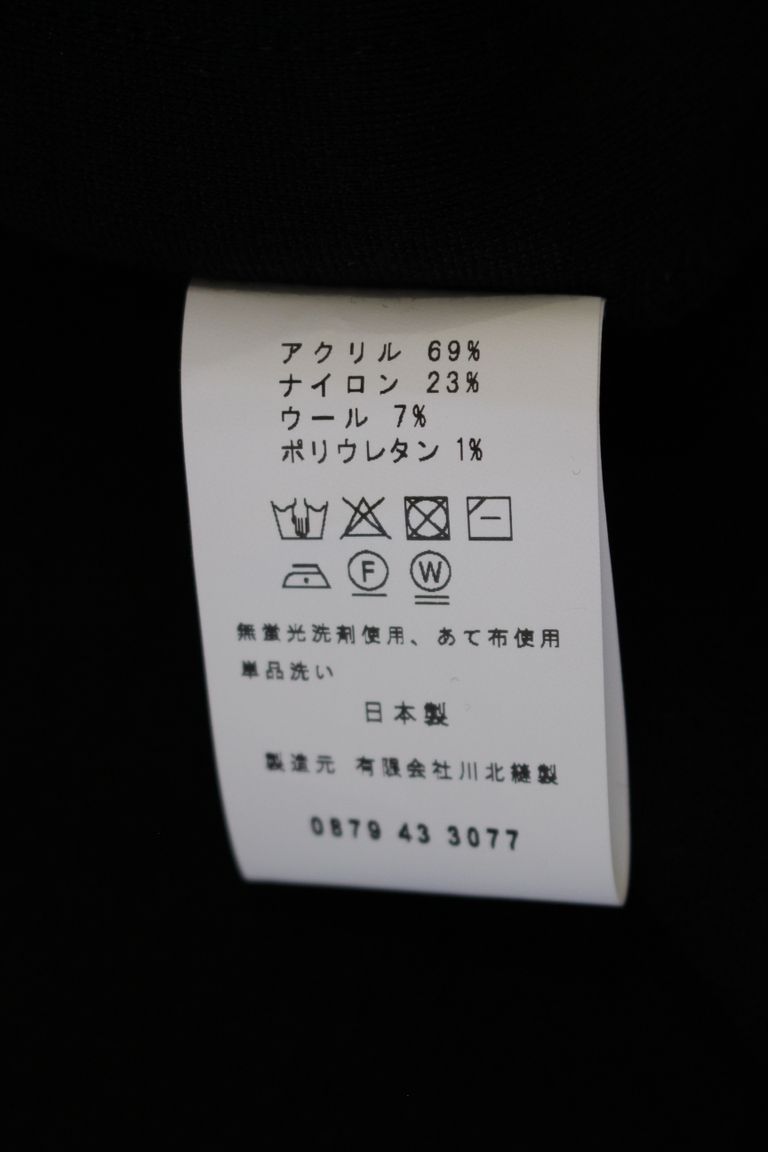 アクリル 69%
ナイロン 23%
ウール 7%
ポリウレタン 1%
F W
無蛍光洗剤使用、あて布使用
単品洗い
日本製
製造元 有限会社川北縫製
0879 43 3077